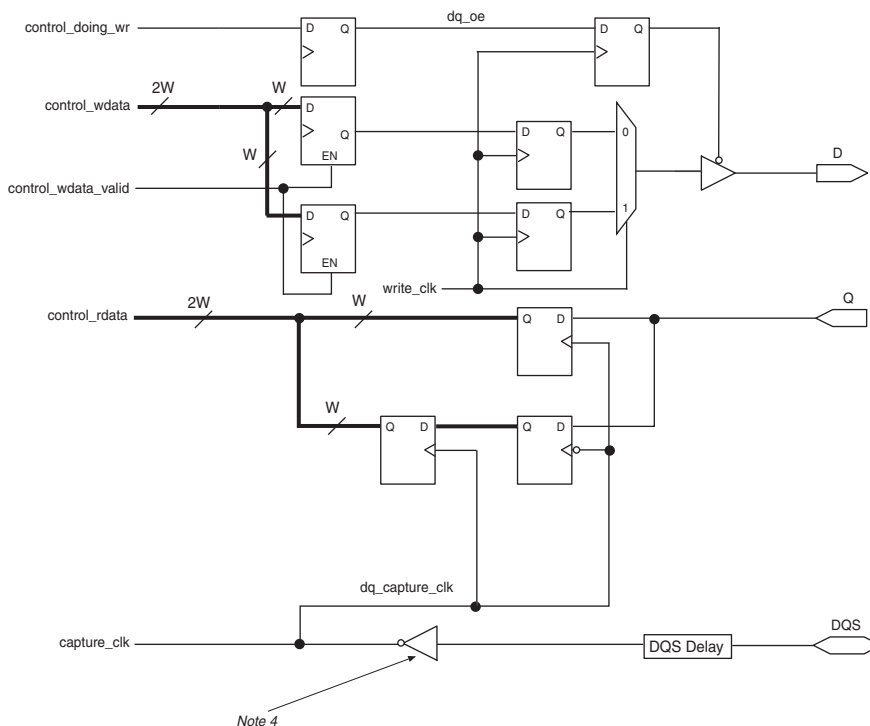 dq_oe
control_doing_wr
D Q
D Q
2W
W
control_wdata
D
Q
EN
D Q
0
W
D
control_wdata_valid
D Q
EN
D Q
1
write_clk
control_rdata
2W
W
Q D
Q
W
Q D
Q D
dq_capture_clk
capture_clk
DQS Delay
DQS
Note 4